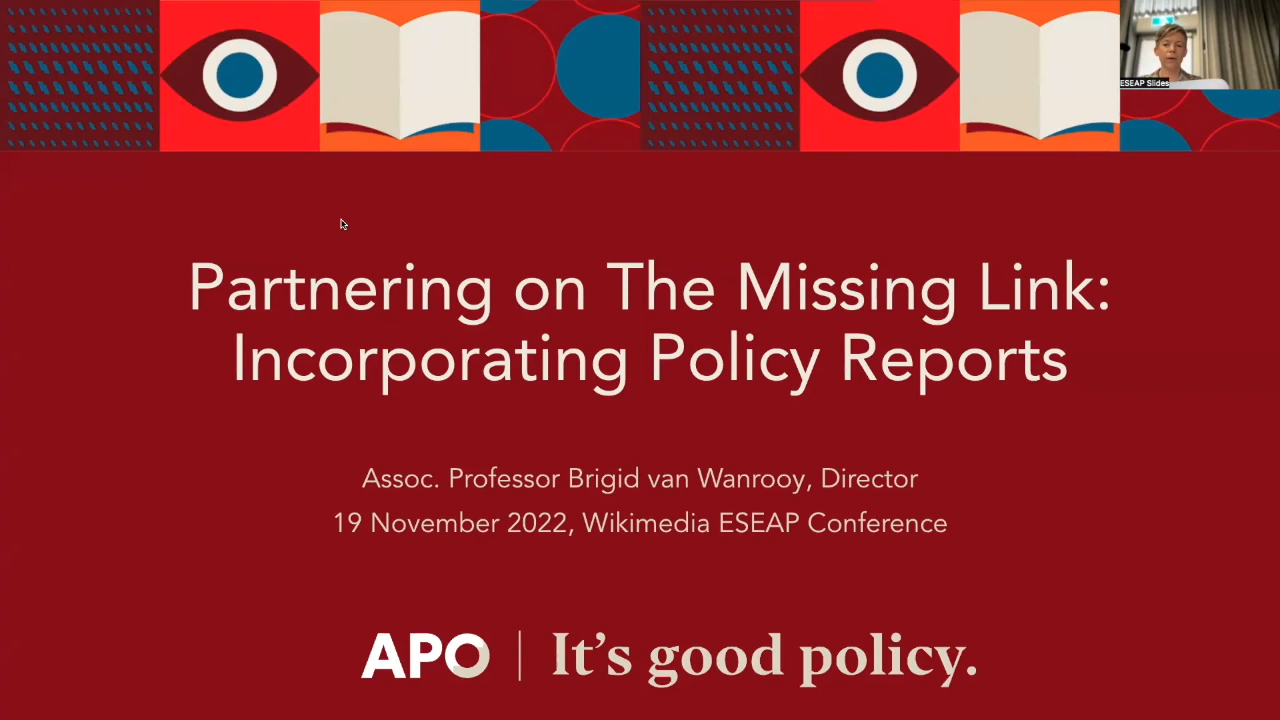 ESEAP Slides
Partnering on The Missing Link:
Incorporating Policy Reports
Assoc. Professor Brigid van Wanrooy, Director
19 November 2022, Wikimedia ESEAP Conference
APO | It's good policy.